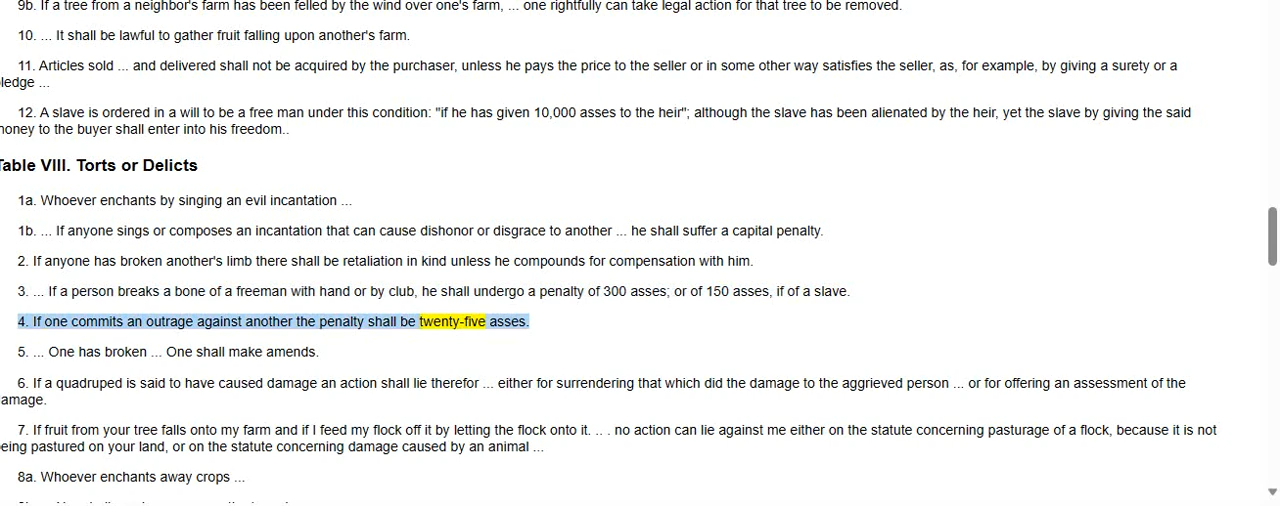 9b. If a tree from a neighbor's farm has been felled by the wind over one's farm, ... one rightfully can take legal action for that tree to be removed.
10. ... It shall be lawful to gather fruit falling upon another's farm.
11. Articles sold ... and delivered shall not be acquired by the purchaser, unless he pays the price to the seller or in some other way satisfies the seller, as, for example, by giving a surety or a
ledge ...
12. A slave is ordered in a will to be a free man under this condition: "if he has given 10,000 asses to the heir"; although the slave has been alienated by the heir, yet the slave by giving the said
money to the buyer shall enter into his freedom..
Table VIII. Torts or Delicts
1a. Whoever enchants by singing an evil incantation ...
1b. ... If anyone sings or composes an incantation that can cause dishonor or disgrace to another ... he shall suffer a capital penalty.
2. If anyone has broken another's limb there shall be retaliation in kind unless he compounds for compensation with him.
3. ... If a person breaks a bone of a freeman with hand or by club, he shall undergo a penalty of 300 asses; or of 150 asses, if of a slave.
4. If one commits an outrage against another the penalty shall be twenty-five asses.
5. ... One has broken ... One shall make amends.
6. If a quadruped is said to have caused damage an action shall lie therefor ... either for surrendering that which did the damage to the aggrieved person ... or for offering an assessment of the
amage.
7. If fruit from your tree falls onto my farm and if I feed my flock off it by letting the flock onto it. .. . no action can lie against me either on the statute concerning pasturage of a flock, because it is not
eing pastured on your land, or on the statute concerning damage caused by an animal ...
8a. Whoever enchants away crops ...